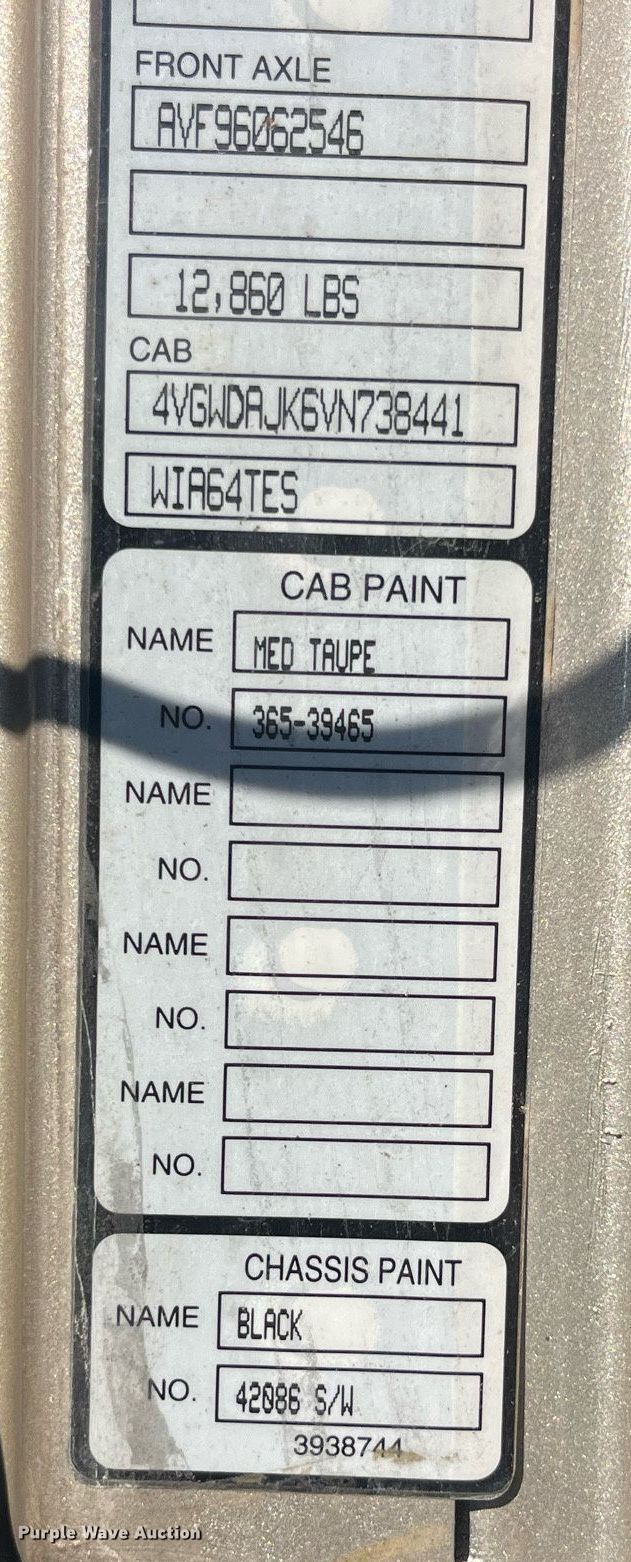 FRONT AXLE
AVF96062546
12,860 LBS
CAB
4VGWDAJK6VN738441
WIA64TES
CAB PAINT
NAME MED TAUPE
NO. 365-39465
NAME
NO.
NAME
NO.
NAME
NO.
CHASSIS PAINT
NAME BLACK
NO. 42086 S/W
3938744
Purple Wave Auction